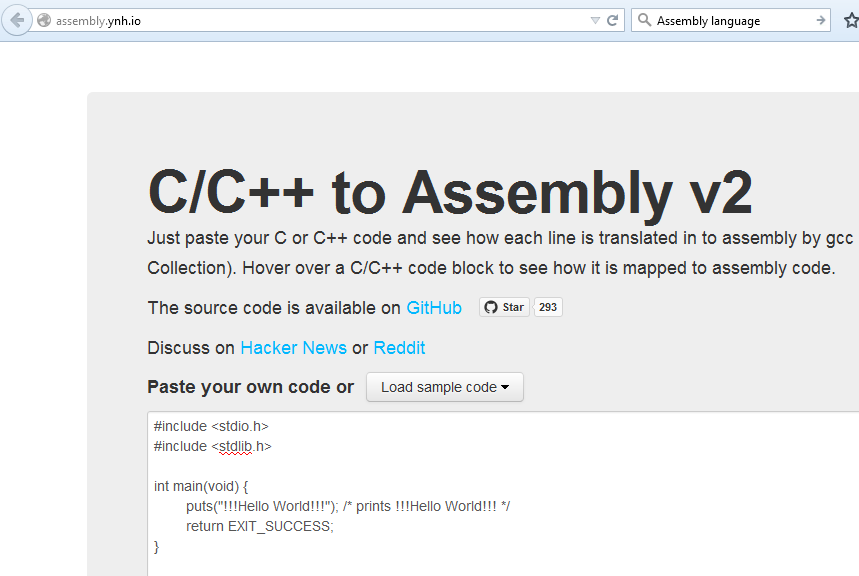 assembly.ynh.io
Assembly language
C/C++ to Assembly v2
Just paste your C or C++ code and see how each line is translated in to assembly by gcc
Collection). Hover over a C/C++ code block to see how it is mapped to assembly code.
The source code is available on GitHub Star 293
Discuss on Hacker News or Reddit
Paste your own code or Load sample code
#include <stdio.h>
#include <stdlib.h>
int main(void) {
puts("!!!Hello World!!!"); /* prints !!!Hello World!!! */
return EXIT_SUCCESS;
}